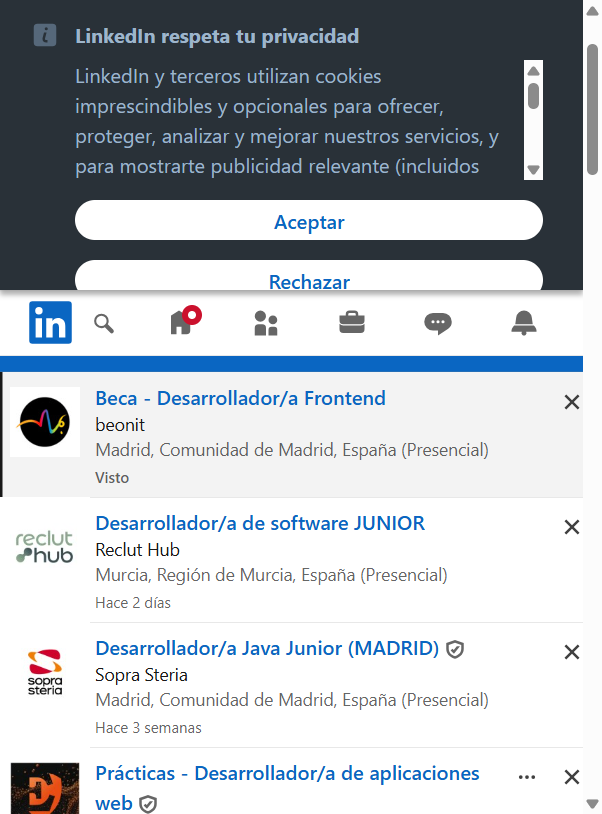 LinkedIn respeta tu privacidad
LinkedIn y terceros utilizan cookies
imprescindibles y opcionales para ofrecer,
proteger, analizar y mejorar nuestros servicios, y
para mostrarte publicidad relevante (incluidos
Aceptar
Rechazar
in
Beca - Desarrollador/a Frontend
beonit
Madrid, Comunidad de Madrid, España (Presencial)
Visto
reclut
hub
Desarrollador/a de software JUNIOR
Reclut Hub
Murcia, Región de Murcia, España (Presencial)
Hace 2 días
sopra
steria
Desarrollador/a Java Junior (MADRID)
Sopra Steria
Madrid, Comunidad de Madrid, España (Presencial)
Hace 3 semanas
Prácticas - Desarrollador/a de aplicaciones
web